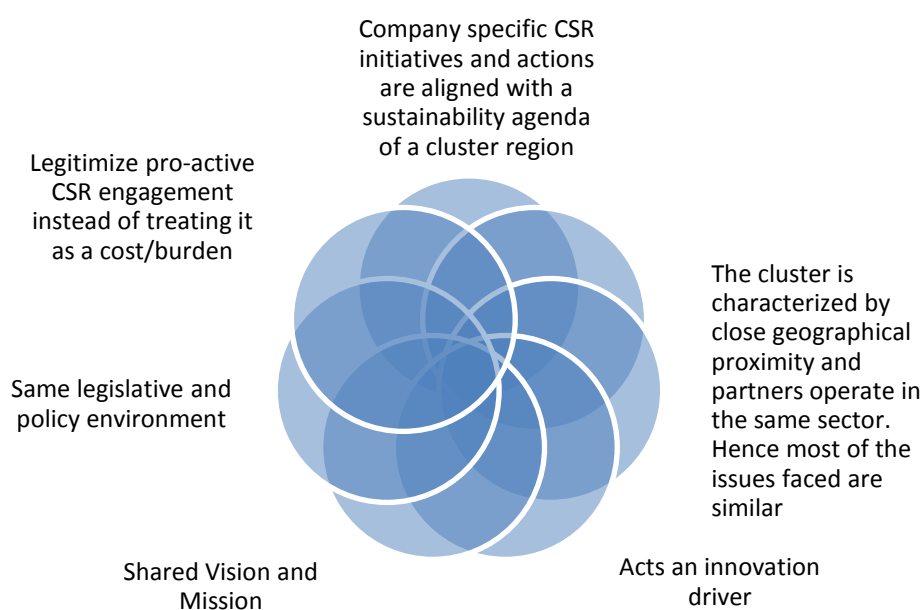 Company specific CSR
initiatives and actions
are aligned with a
sustainability agenda
of a cluster region
Legitimize pro-active
CSR engagement
instead of treating it
as a cost/burden
The cluster is
characterized by
close geographical
proximity and
partners operate in
the same sector.
Hence most of the
issues faced are
similar
Same legislative and
policy environment
Shared Vision and
Mission
Acts an innovation
driver